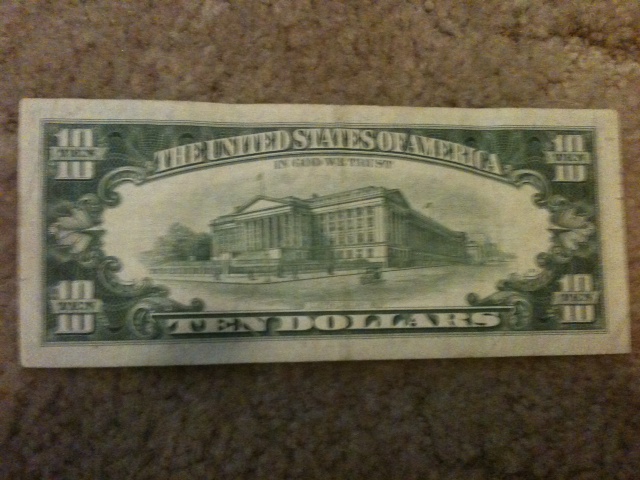 10 TEN 10
THE UNITED STATES OF AMERICA
10 TEN 10
IN GOD WE TRUST
10 TEN 10
TEN DOLLARS
10 TEN 10